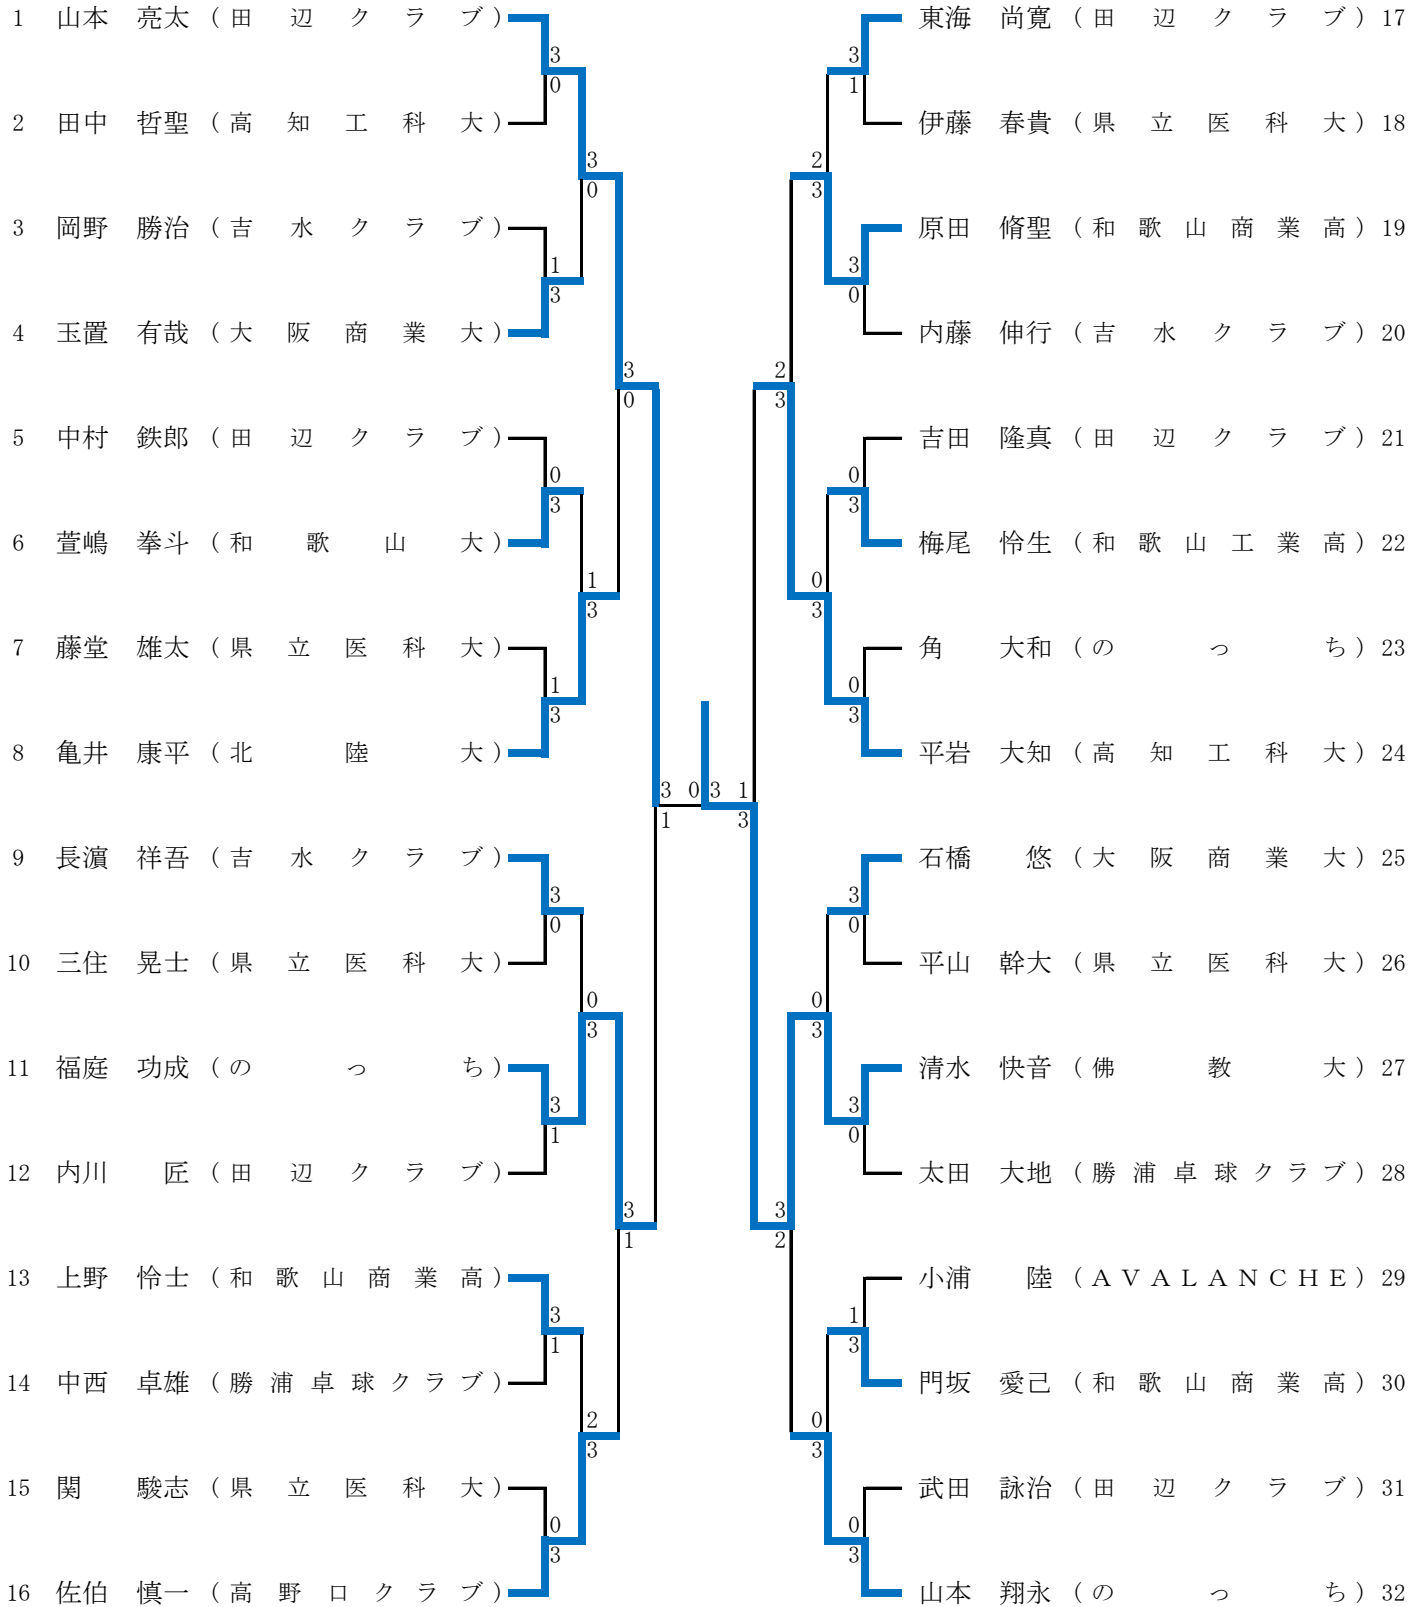 1 山本 亮太 (田辺クラブ) 東海 尚寛 (田辺クラブ) 17
3 3
0 1
2 田中 哲聖 (高知工科大) 伊藤 春貴 (県立医科大) 18
3 2
0 3
3 岡野 勝治 (吉水クラブ) 原田 脩聖 (和歌山商業高) 19
1 3
3 0
4 玉置 有哉 (大阪商業大) 内藤 伸行 (吉水クラブ) 20
3 2
0 3
5 中村 鉄郎 (田辺クラブ) 吉田 隆真 (田辺クラブ) 21
0 0
3 3
6 萱嶋 拳斗 (和歌山大) 梅尾 怜生 (和歌山工業高) 22
1 0
3 3
7 藤堂 雄太 (県立医科大) 角 大和 (のっち) 23
1 0
3 3
8 亀井 康平 (北陸大) 平岩 大知 (高知工科大) 24
3 0 3 1
1 3
9 長濵 祥吾 (吉水クラブ) 石橋 悠 (大阪商業大) 25
3 3
0 0
10 三住 晃士 (県立医科大) 平山 幹大 (県立医科大) 26
0 0
3 3
11 福庭 功成 (のっち) 清水 快音 (佛教大) 27
3 3
1 0
12 内川 匠 (田辺クラブ) 太田 大地 (勝浦卓球クラブ) 28
3 3
1 2
13 上野 怜士 (和歌山商業高) 小浦 陸 (AVALANCHE) 29
3 1
1 3
14 中西 卓雄 (勝浦卓球クラブ) 門坂 愛己 (和歌山商業高) 30
2 0
3 3
15 関 駿志 (県立医科大) 武田 詠治 (田辺クラブ) 31
0 0
3 3
16 佐伯 慎一 (高野口クラブ) 山本 翔永 (のっち) 32